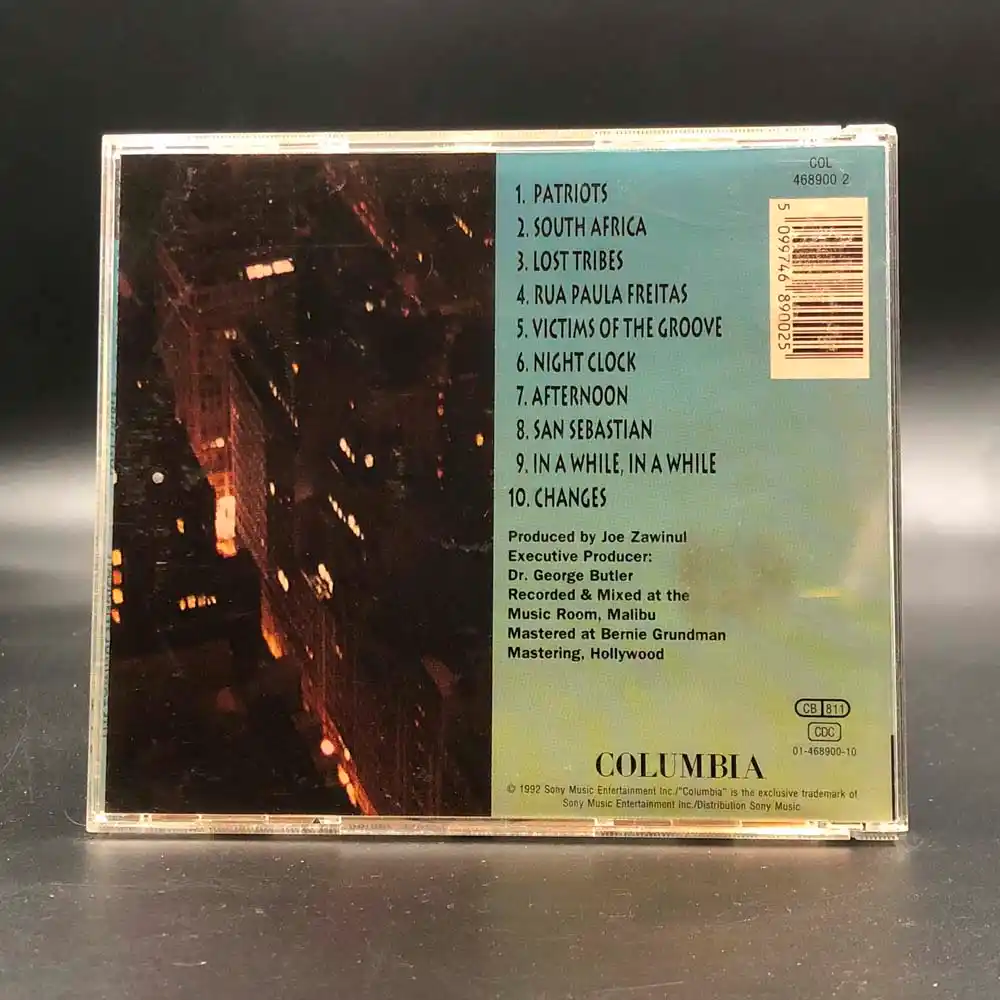 COL
468900 2
5 099746 890025
1. PATRIOTS
2. SOUTH AFRICA
3. LOST TRIBES
4. RUA PAULA FREITAS
5. VICTIMS OF THE GROOVE
6. NIGHT CLOCK
7. AFTERNOON
8. SAN SEBASTIAN
9. IN A WHILE, IN A WHILE
10. CHANGES
Produced by Joe Zawinul
Executive Producer:
Dr. George Butler
Recorded & Mixed at the
Music Room, Malibu
Mastered at Bernie Grundman
Mastering, Hollywood
CB 811
CDC
01-468900-10
COLUMBIA
© 1992 Sony Music Entertainment Inc./"Columbia" is the exclusive trademark of
Sony Music Entertainment Inc./Distribution Sony Music